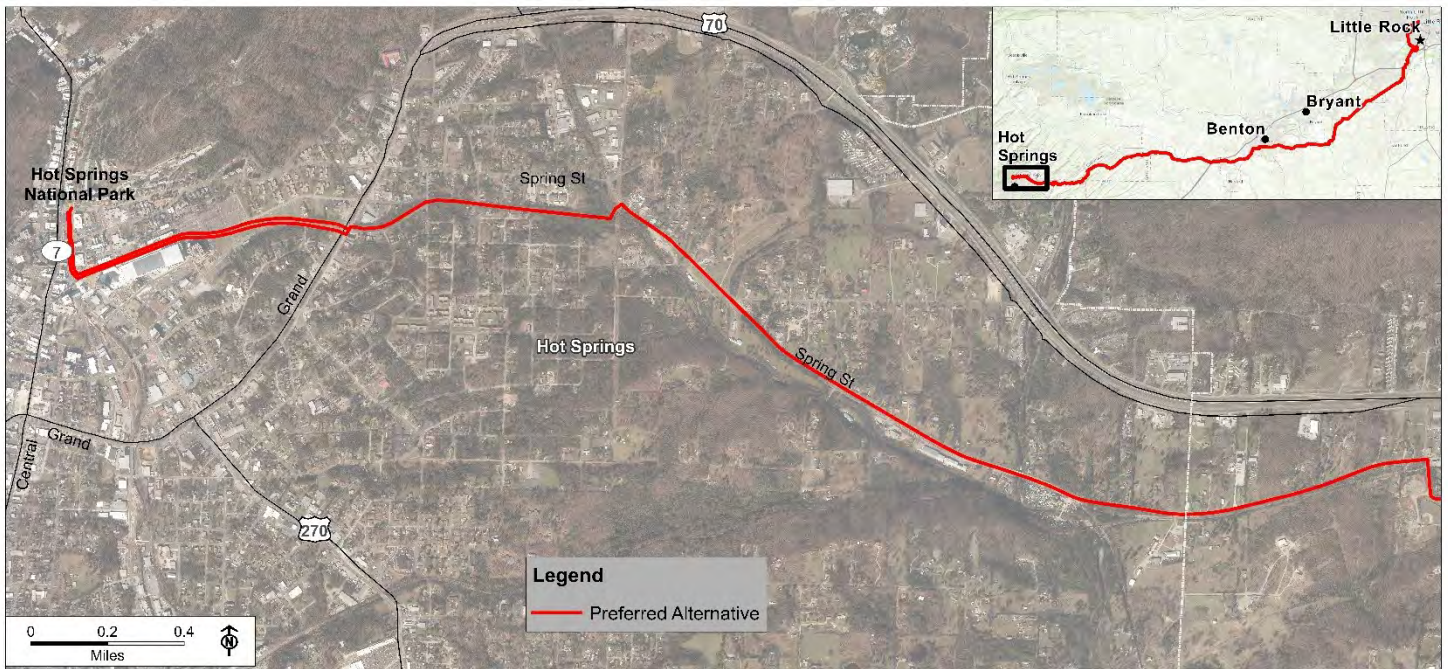 70
Little Rock
Bryant
Benton
Hot
Springs
Hot Springs
National Park
Spring St
7
Grand
Hot Springs
Spring St
Grand
Central
270
Legend
Preferred Alternative
0 0.2 0.4
Miles
N